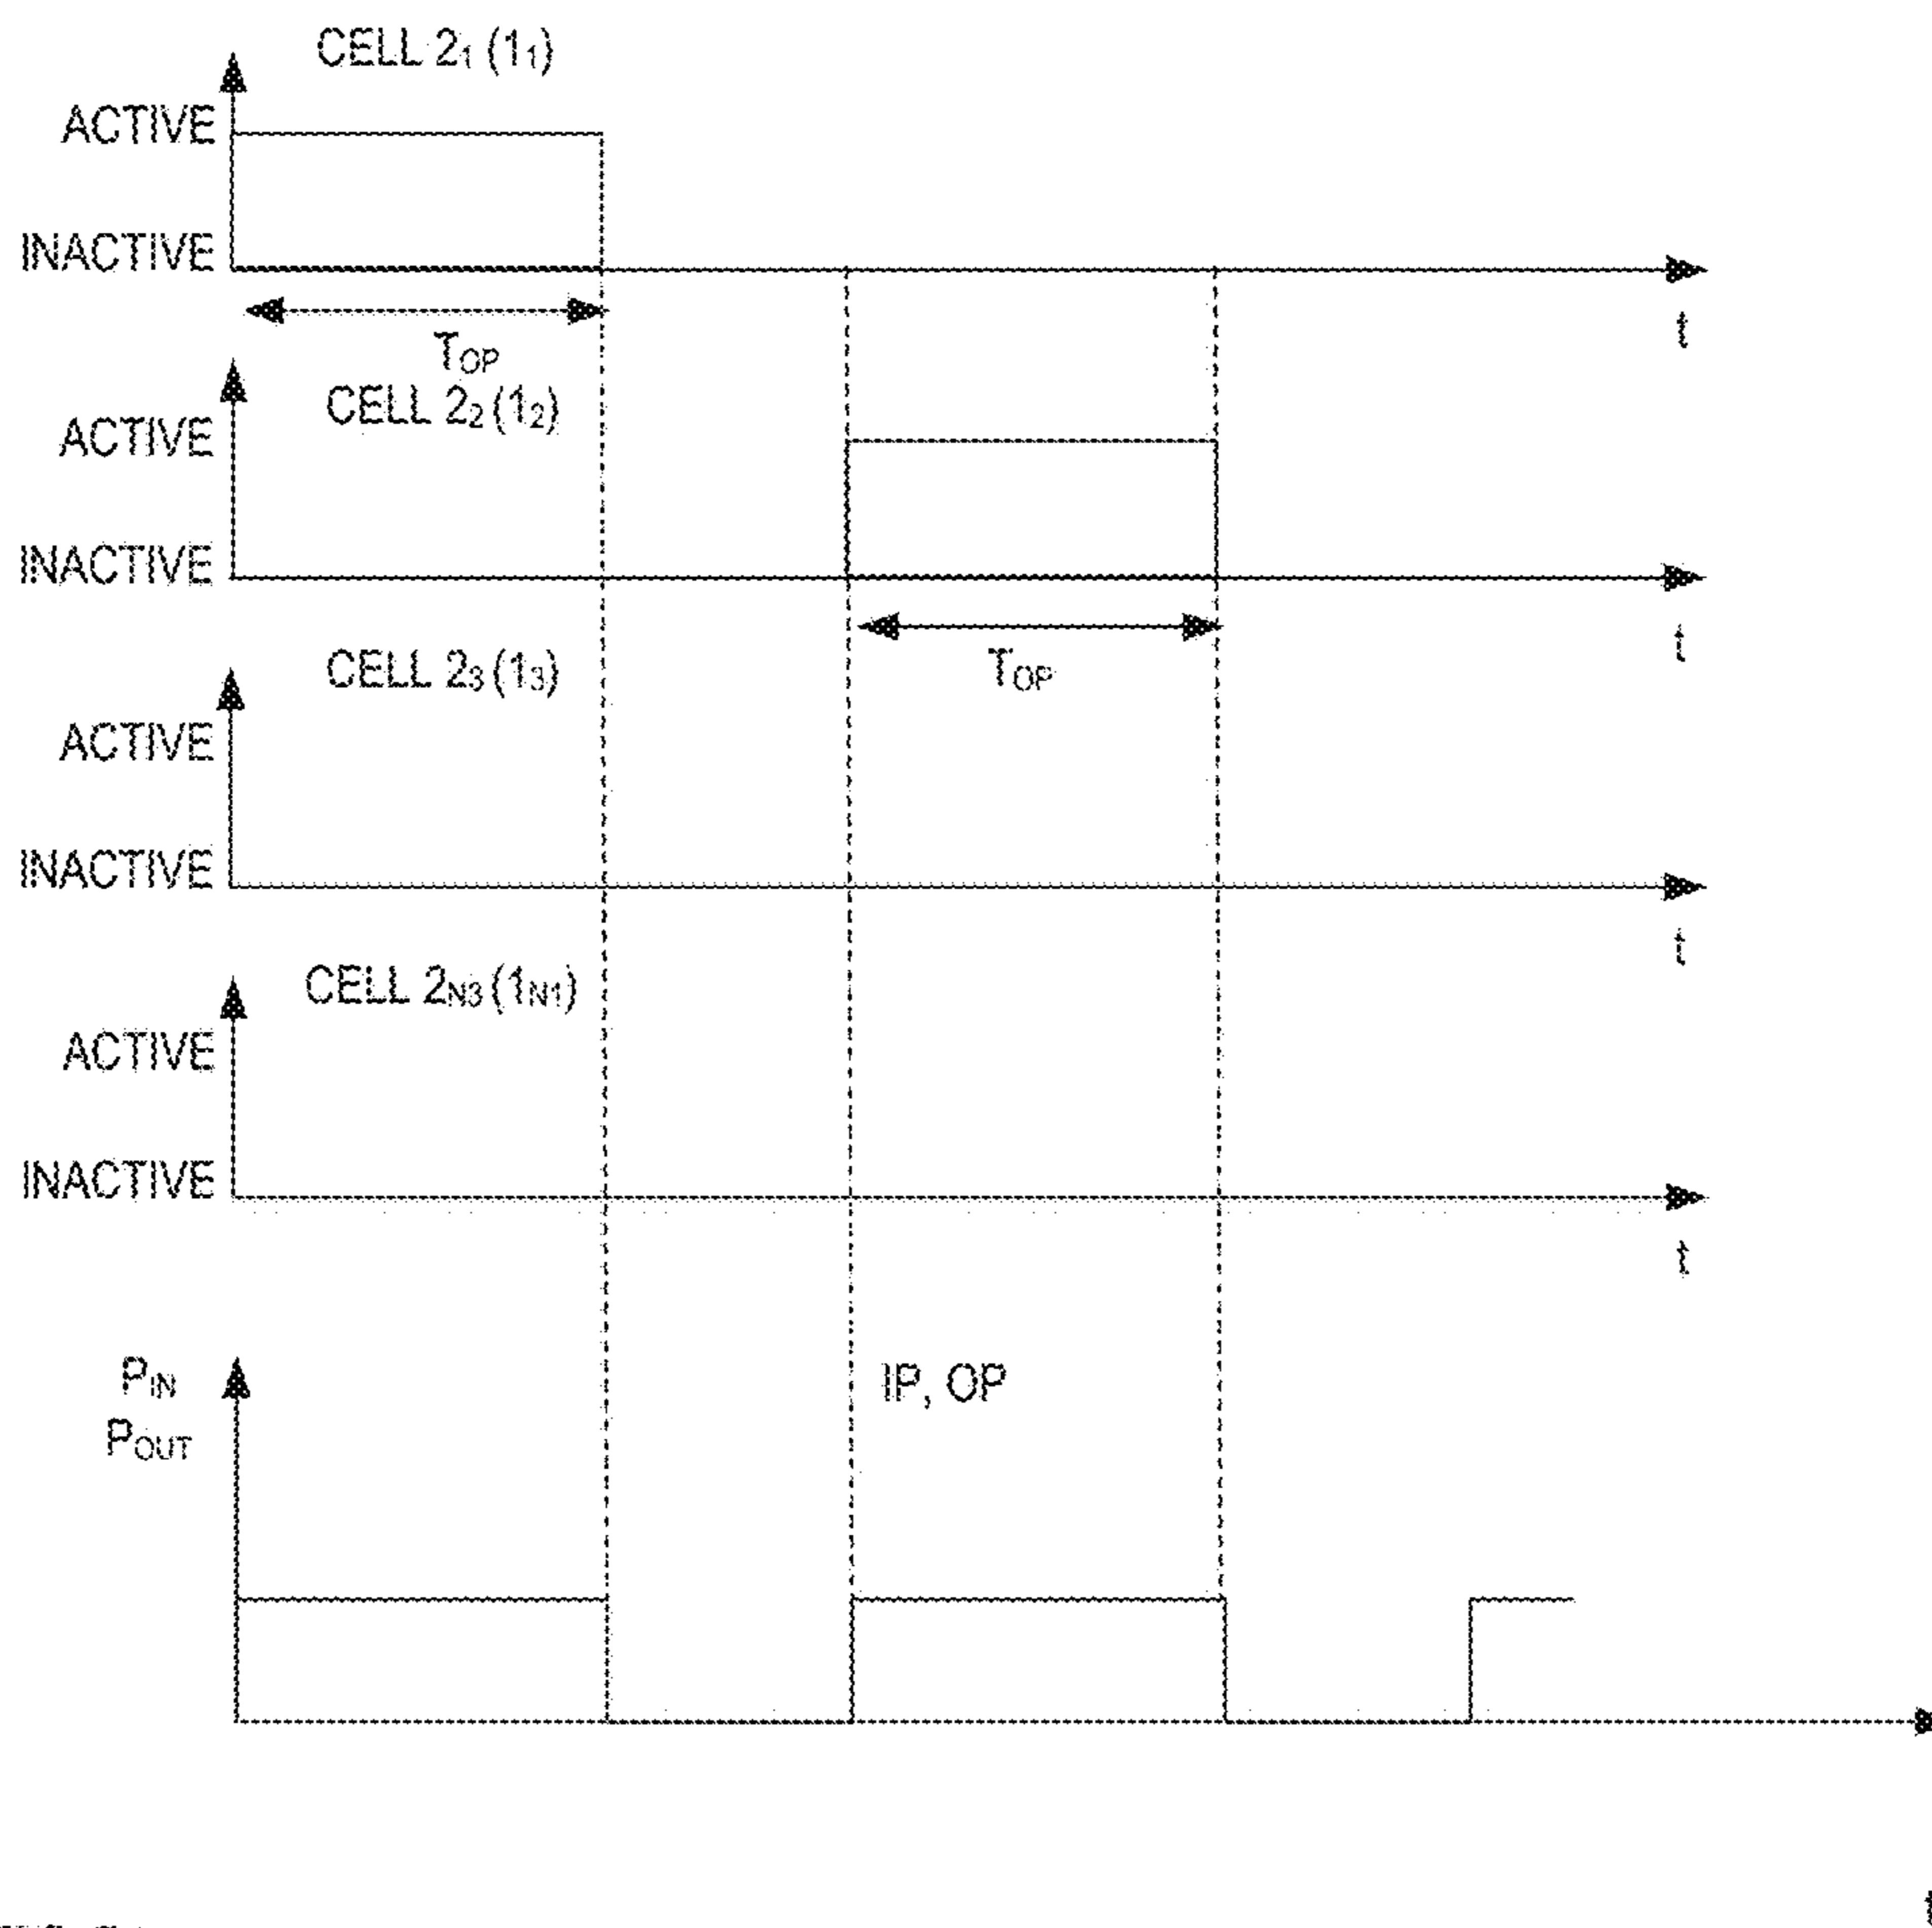 CELL 2₁ (1₁)
ACTIVE
INACTIVE
t
T_OP
CELL 2₂ (1₂)
ACTIVE
INACTIVE
t
T_OP
CELL 2₃ (1₃)
ACTIVE
INACTIVE
t
CELL 2_N3 (1_N1)
ACTIVE
INACTIVE
t
P_IN
P_OUT
IP, OP